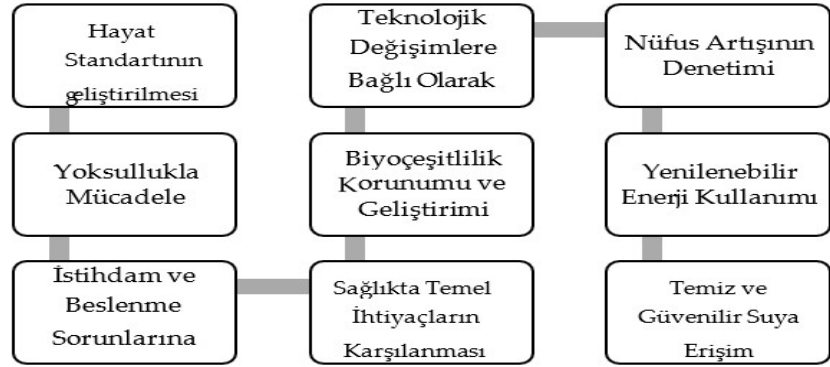 Hayat
Standartının
geliştirilmesi
Yoksullukla
Mücadele
İstihdam ve
Beslenme
Sorunlarına
Sağlıkta Temel
İhtiyaçların
Karşılanması
Biyoçeşitlilik
Korunumu ve
Geliştirimi
Teknolojik
Değişimlere
Bağlı Olarak
Nüfus Artışının
Denetimi
Yenilenebilir
Enerji Kullanımı
Temiz ve
Güvenilir Suya
Erişim